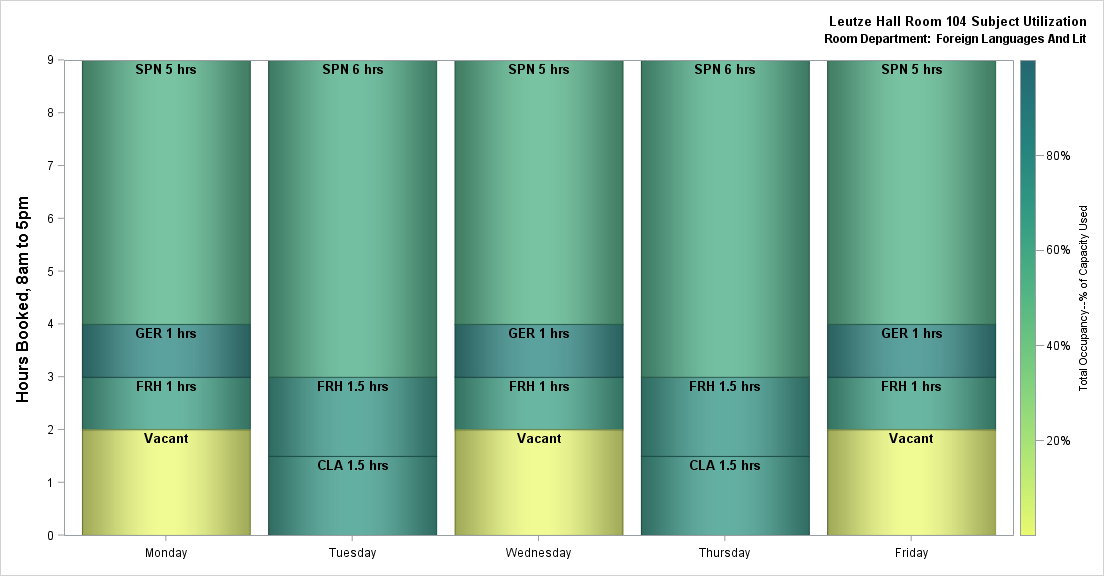 Leutze Hall Room 104 Subject Utilization
Room Department: Foreign Languages And Lit
Hours Booked, 8am to 5pm
9
8
7
6
5
4
3
2
1
0
SPN 5 hrs
GER 1 hrs
FRH 1 hrs
Vacant
SPN 6 hrs
FRH 1.5 hrs
CLA 1.5 hrs
SPN 5 hrs
GER 1 hrs
FRH 1 hrs
Vacant
SPN 6 hrs
FRH 1.5 hrs
CLA 1.5 hrs
SPN 5 hrs
GER 1 hrs
FRH 1 hrs
Vacant
Monday
Tuesday
Wednesday
Thursday
Friday
80%
60%
40%
20%
Total Occupancy--% of Capacity Used